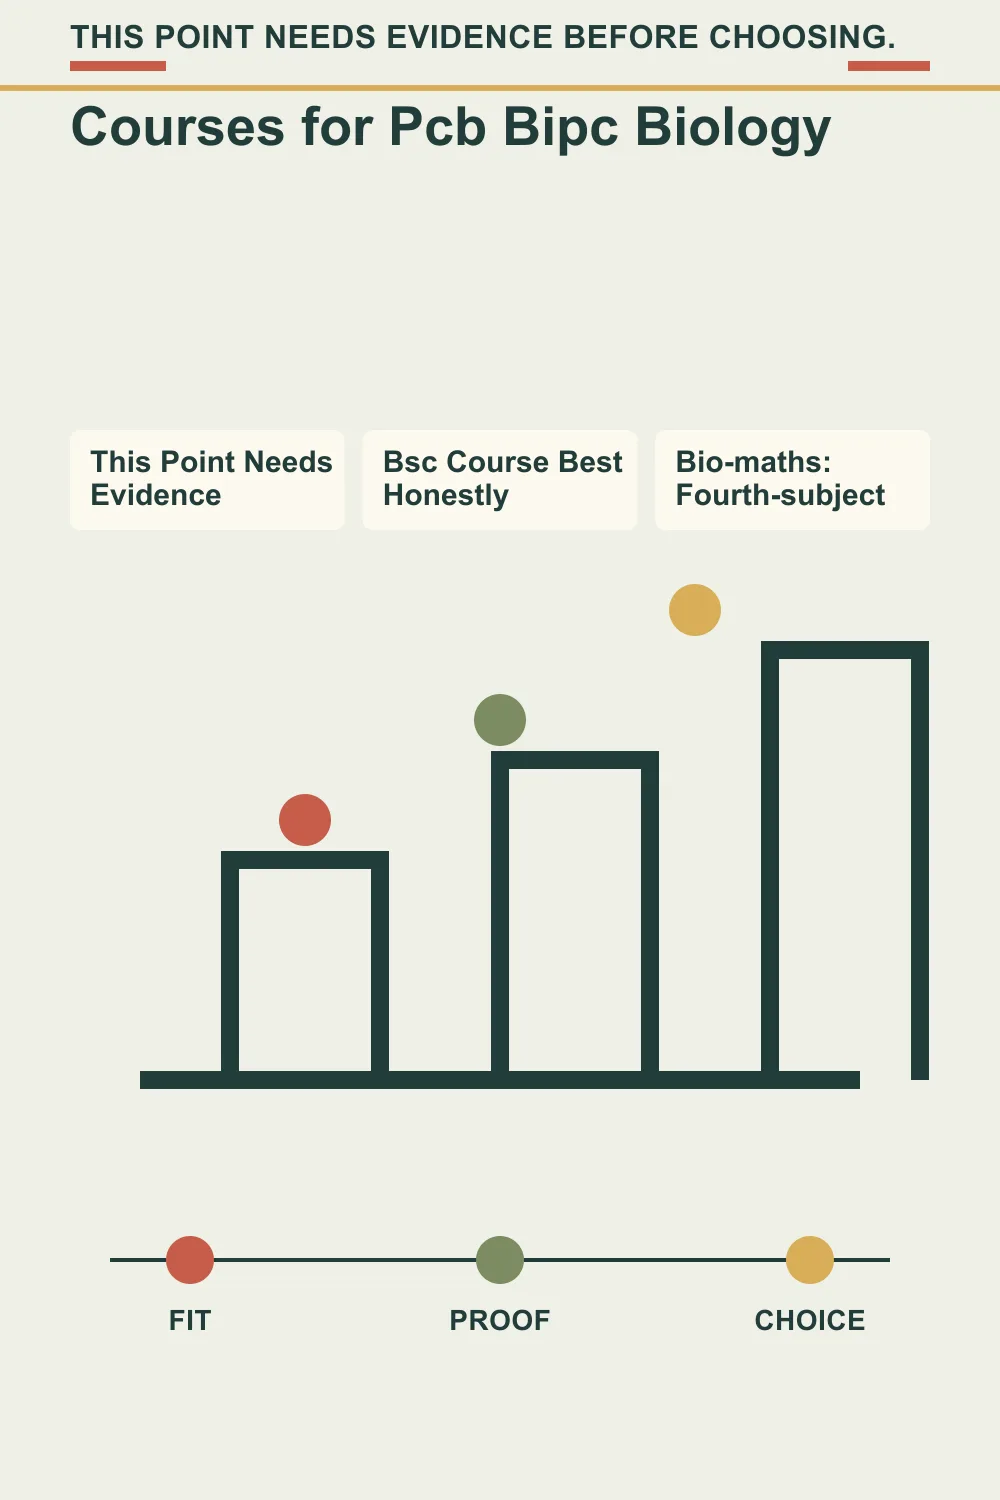 THIS POINT NEEDS EVIDENCE BEFORE CHOOSING.
Courses for Pcb Bipc Biology
This Point Needs
Evidence
Bsc Course Best
Honestly
Bio-maths:
Fourth-subject
FIT
PROOF
CHOICE